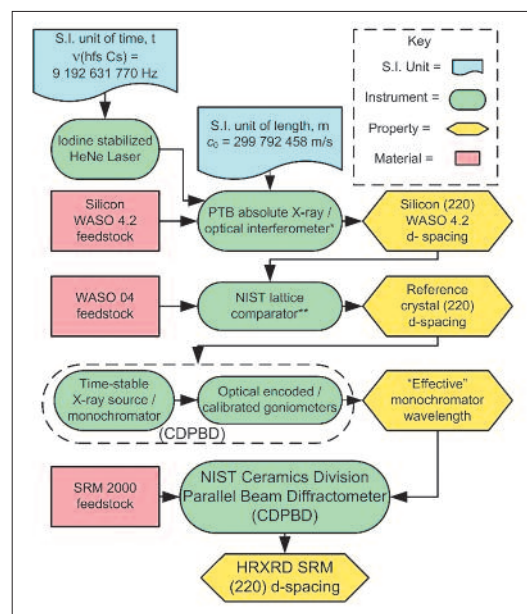 S.I. unit of time, t
ν(hfs Cs) =
9 192 631 770 Hz
Key
S.I. Unit =
Instrument =
Property =
Material =
S.I. unit of length, m
c₀ = 299 792 458 m/s
Iodine stabilized
HeNe Laser
Silicon
WASO 4.2
feedstock
PTB absolute X-ray /
optical interferometer*
Silicon (220)
WASO 4.2
d- spacing
WASO 04
feedstock
NIST lattice
comparator**
Reference
crystal (220)
d-spacing
Time-stable
X-ray source /
monochromator
Optical encoded /
calibrated goniometers
(CDPBD)
"Effective"
monochromator
wavelength
SRM 2000
feedstock
NIST Ceramics Division
Parallel Beam Diffractometer
(CDPBD)
HRXRD SRM
(220) d-spacing